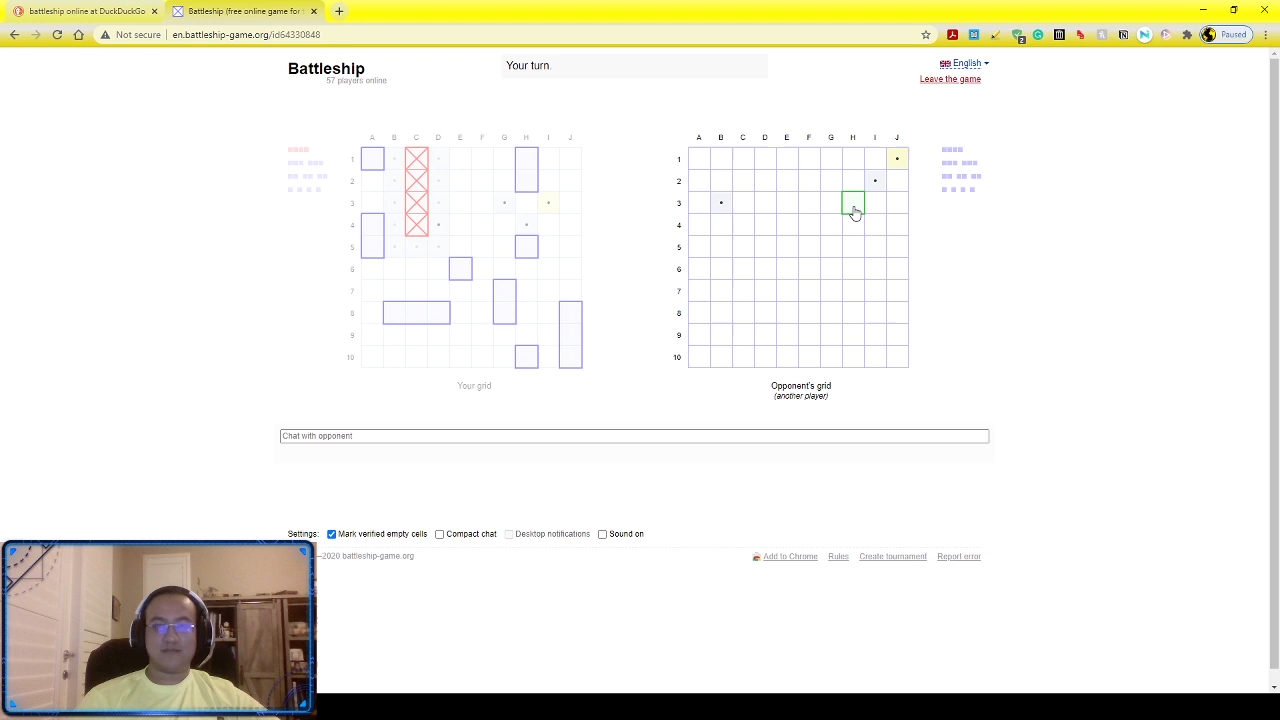 battleship online at DuckDuckGo
Battleship (free online game for
Not secure
en.battleship-game.org/id64330848
Paused
Battleship
57 players online
Your turn.
English
Leave the game
A B C D E F G H I J
1
2
3
4
5
6
7
8
9
10
Your grid
A B C D E F G H I J
1
2
3
4
5
6
7
8
9
10
Opponent's grid
(another player)
Chat with opponent
Settings: Mark verified empty cells Compact chat Desktop notifications Sound on
–2020 battleship-game.org
Add to Chrome Rules Create tournament Report error